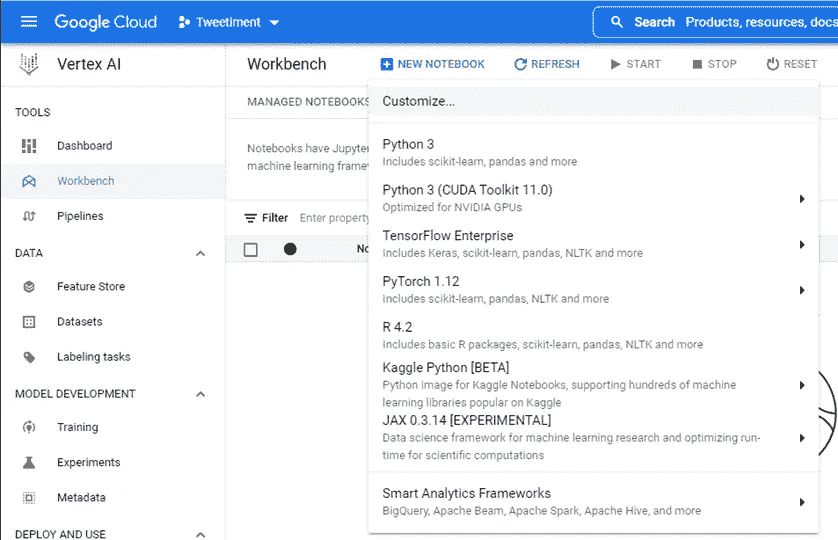 Google Cloud Tweetiment Search Products, resources, docs
Vertex AI
Workbench NEW NOTEBOOK REFRESH START STOP RESET
TOOLS
Dashboard
Workbench
Pipelines
DATA
Feature Store
Datasets
Labeling tasks
MODEL DEVELOPMENT
Training
Experiments
Metadata
DEPLOY AND USE
MANAGED NOTEBOOKS
Notebooks have Jupyter
machine learning
Filter Enter property
Customize...
Python 3
Includes scikit-learn, pandas and more
Python 3 (CUDA Toolkit 11.0)
Optimized for NVIDIA GPUs
TensorFlow Enterprise
Includes Keras, scikit-learn, pandas, NLTK and more
PyTorch 1.12
Includes scikit-learn, pandas, NLTK and more
R 4.2
Includes basic R packages, scikit-learn, pandas, NLTK and more
Kaggle Python [BETA]
Python image for Kaggle Notebooks, supporting hundreds of machine
learning libraries popular on Kaggle
JAX 0.3.14 [EXPERIMENTAL]
Data science framework for machine learning research and optimizing run-
time for scientific computations
Smart Analytics Frameworks
BigQuery, Apache Beam, Apache Spark, Apache Hive, and more